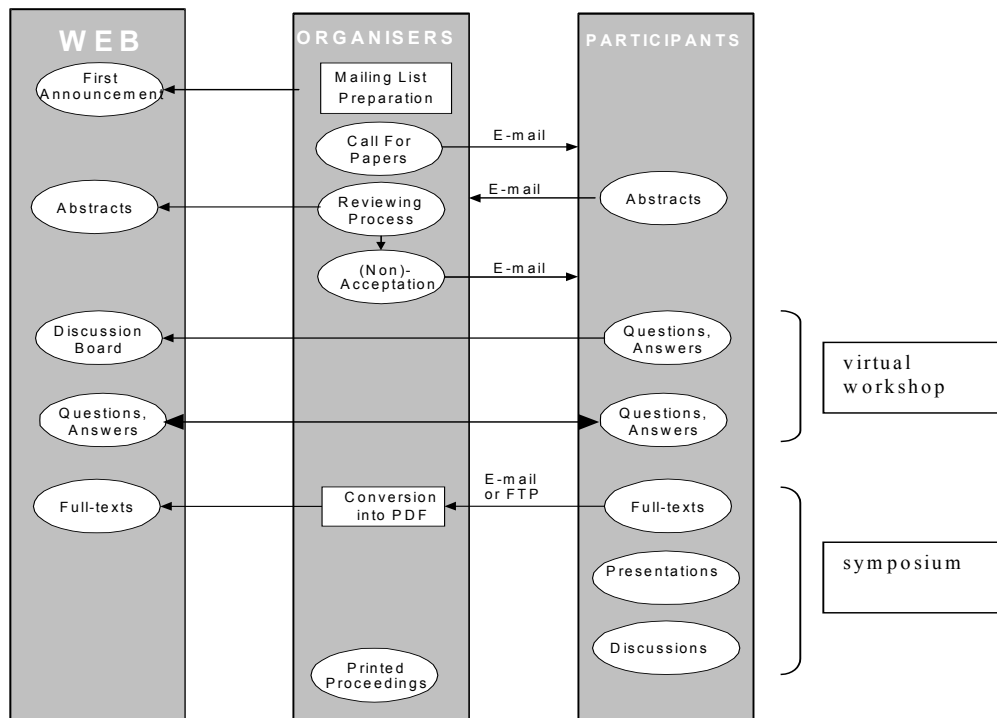 WEB
ORGANISERS
PARTICIPANTS
First
Announcement
Mailing List
Preparation
Call For
Papers
E-mail
Abstracts
Reviewing
Process
E-mail
Abstracts
(Non)-
Acceptation
E-mail
Discussion
Board
Questions,
Answers
virtual
workshop
Questions,
Answers
Questions,
Answers
Full-texts
Conversion
into PDF
E-mail
or FTP
Full-texts
symposium
Presentations
Discussions
Printed
Proceedings